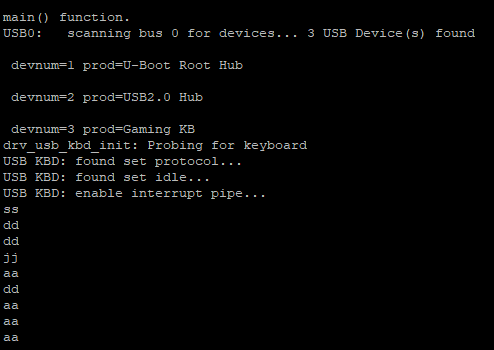 main() function.
USB0:   scanning bus 0 for devices... 3 USB Device(s) found
devnum=1 prod=U-Boot Root Hub
devnum=2 prod=USB2.0 Hub
devnum=3 prod=Gaming KB
drv_usb_kbd_init: Probing for keyboard
USB KBD: found set protocol...
USB KBD: found set idle...
USB KBD: enable interrupt pipe...
ss
dd
dd
jj
aa
dd
aa
aa
aa